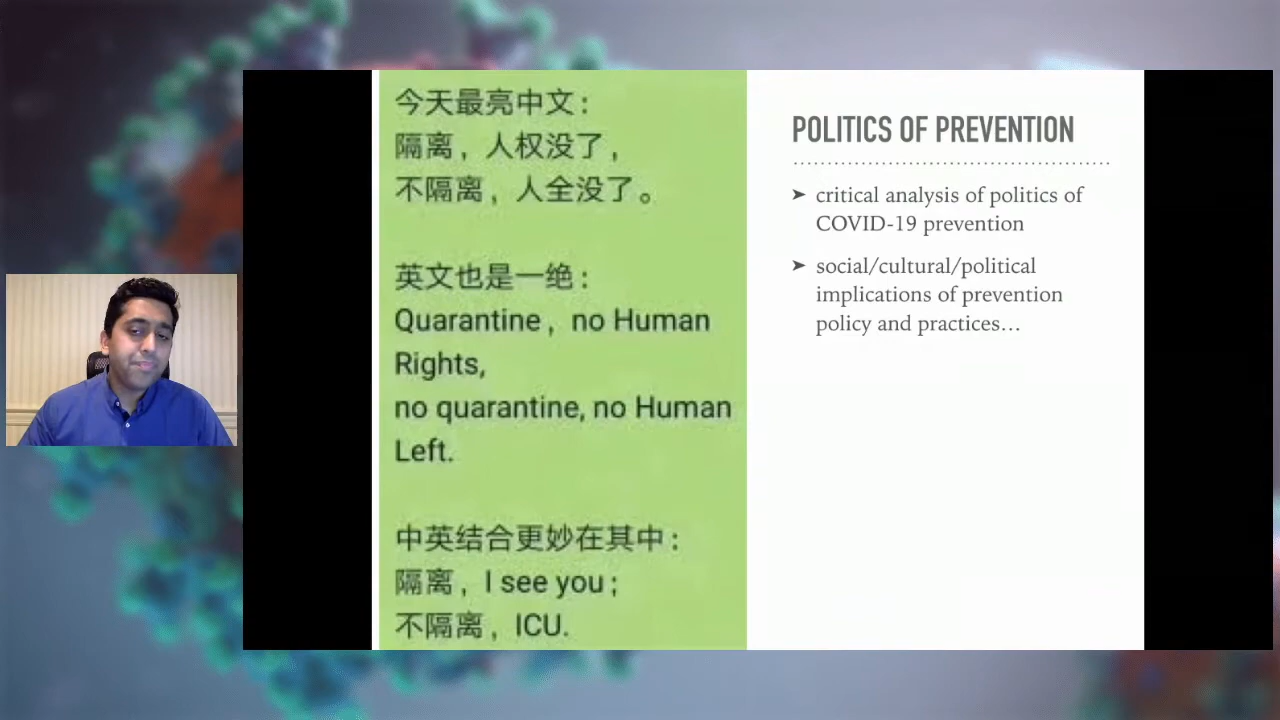 今天最亮中文：
隔离，人权没了，
不隔离，人全没了。
英文也是一绝：
Quarantine，no Human
Rights,
no quarantine, no Human
Left.
中英结合更妙在其中：
隔离，I see you；
不隔离，ICU.
POLITICS OF PREVENTION
➤ critical analysis of politics of
COVID-19 prevention
➤ social/cultural/political
implications of prevention
policy and practices…